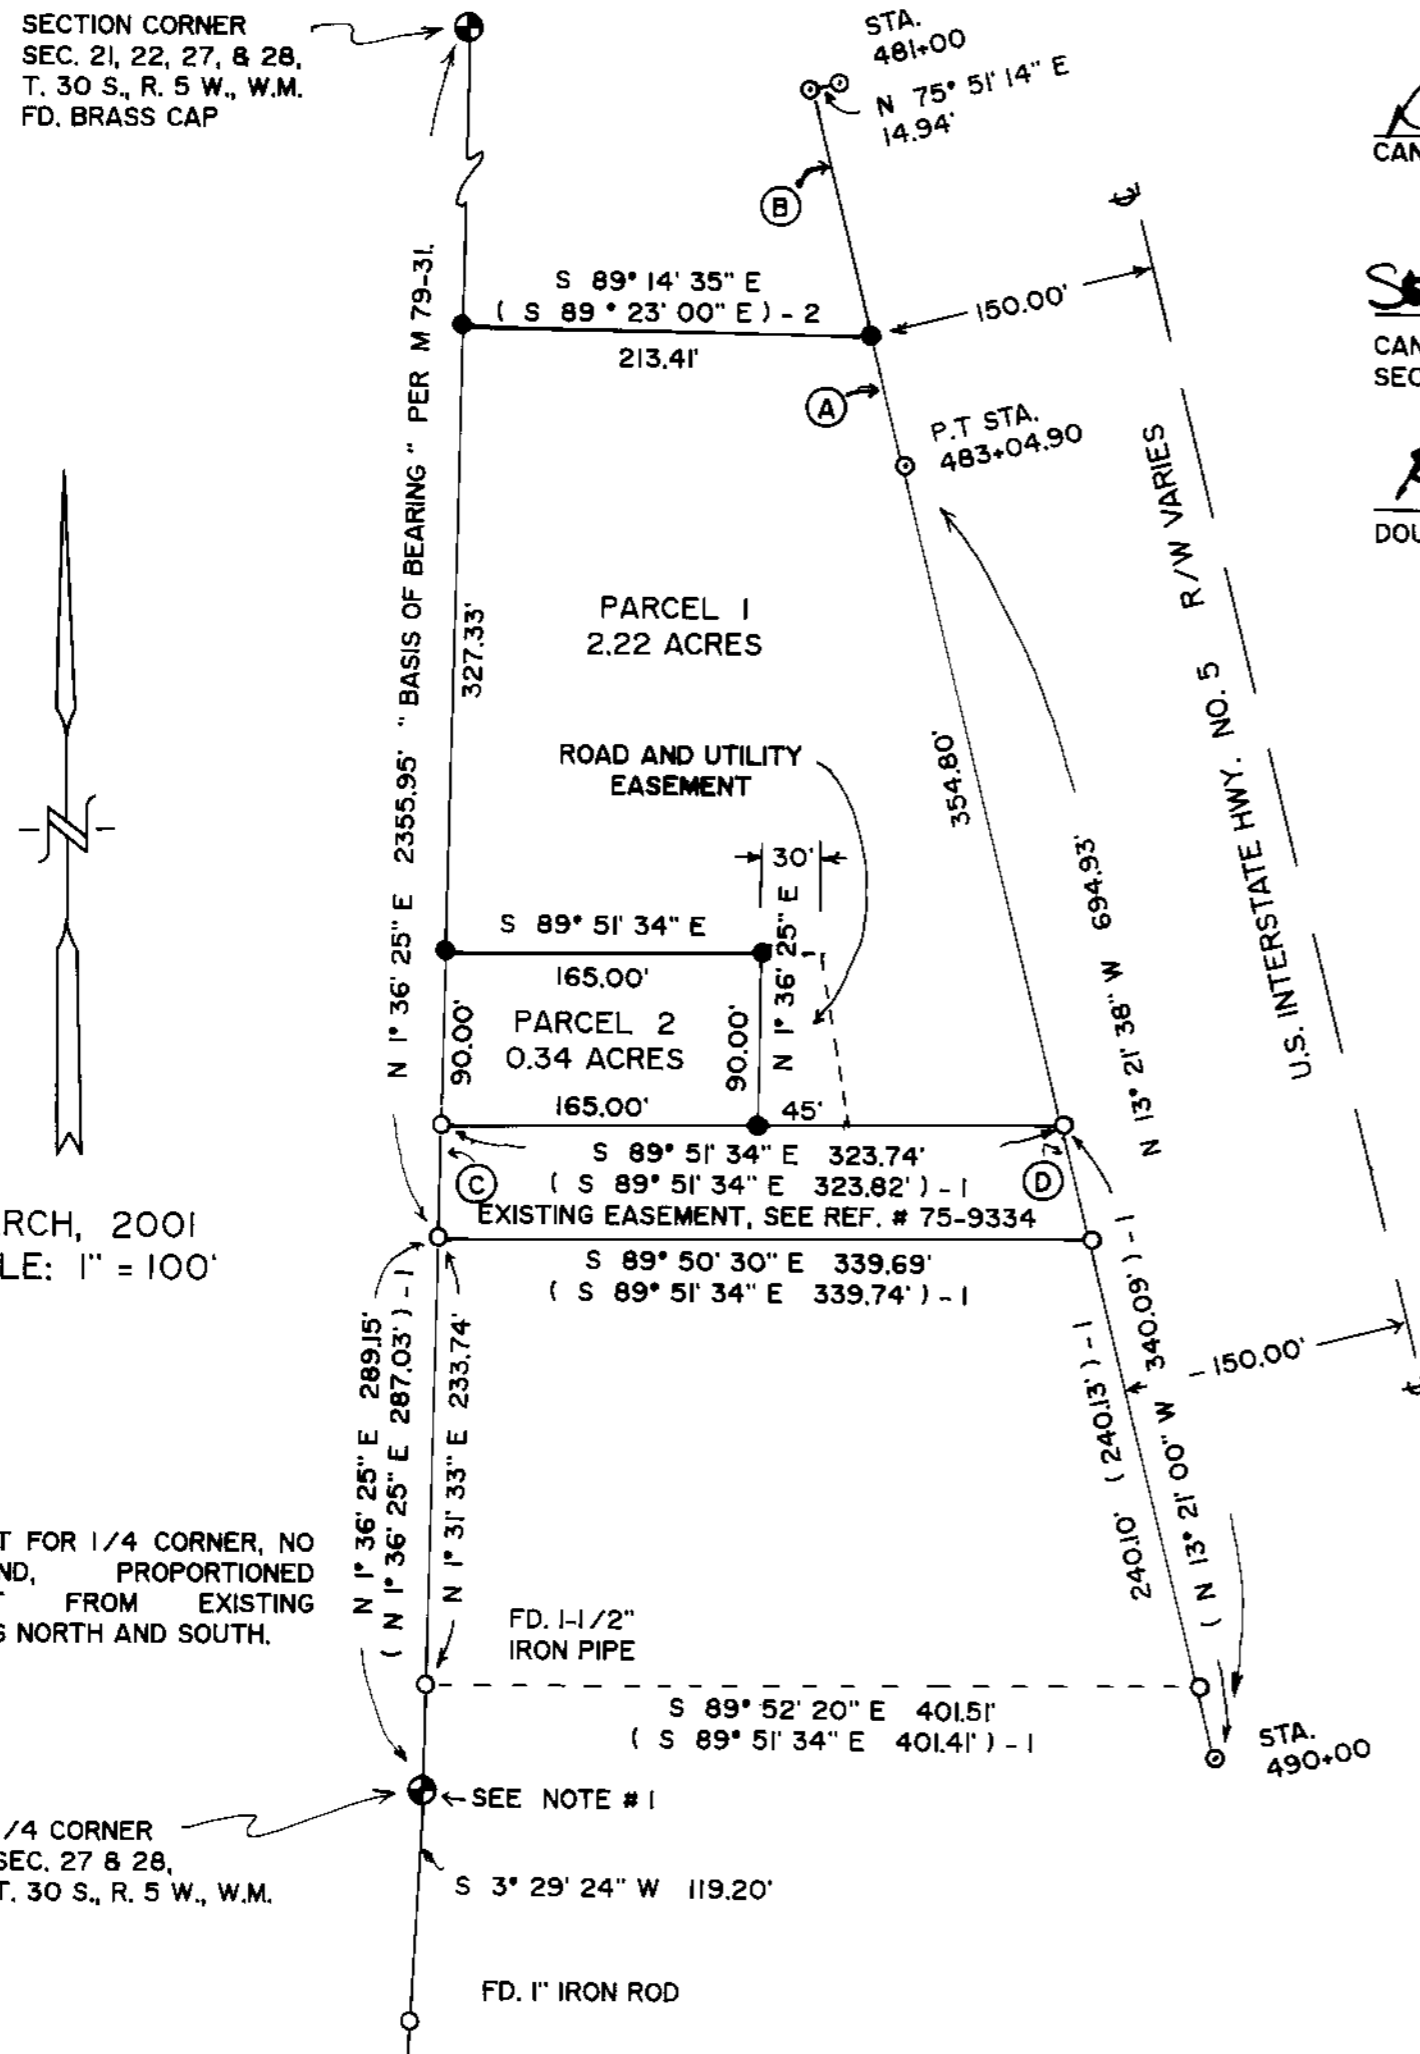 SECTION CORNER
SEC. 21, 22, 27, & 28,
T. 30 S., R. 5 W., W.M.
FD. BRASS CAP
STA.
481+00
N 75° 51' 14" E
14.94'
B
S 89° 14' 35" E
( S 89° 23' 00" E ) - 2
213.41'
150.00'
A
P.T STA.
483+04.90
CAN
CAN
SEC
DOU
N 1° 36' 25" E 2355.95' " BASIS OF BEARING " PER M 79-31.
327.33'
PARCEL 1
2.22 ACRES
ROAD AND UTILITY
EASEMENT
354.80'
N 13° 21' 38" W 694.93'
U.S. INTERSTATE HWY. NO. 5 R/W VARIES
30'
N 1° 36' 25" E
S 89° 51' 34" E
165.00'
90.00'
PARCEL 2
0.34 ACRES
90.00'
165.00'
45'
S 89° 51' 34" E 323.74'
( S 89° 51' 34" E 323.82' ) - 1
C
D
EXISTING EASEMENT, SEE REF. # 75-9334
S 89° 50' 30" E 339.69'
( S 89° 51' 34" E 339.74' ) - 1
N
RCH, 2001
LE: 1" = 100'
N 1° 36' 25" E 289.15'
( N 1° 36' 25" E 287.03' ) - 1
N 1° 31' 33" E 233.74'
240.10' ( 240.13' ) - 1
( N 13° 21' 00" W 340.09' ) - 1
150.00'
T FOR 1/4 CORNER, NO
ND, PROPORTIONED
T FROM EXISTING
S NORTH AND SOUTH.
FD. 1-1/2"
IRON PIPE
S 89° 52' 20" E 401.51'
( S 89° 51' 34" E 401.41' ) - 1
STA.
490+00
SEE NOTE # 1
/4 CORNER
SEC. 27 & 28,
T. 30 S., R. 5 W., W.M.
S 3° 29' 24" W 119.20'
FD. 1" IRON ROD